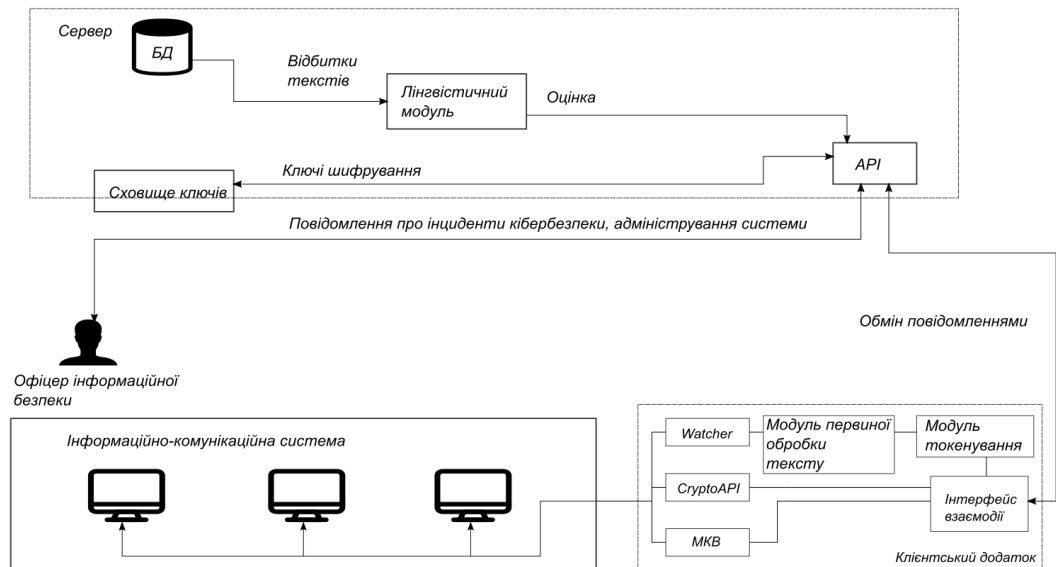 Сервер
БД
Відбитки
текстів
Лінгвістичний
модуль
Оцінка
API
Ключі шифрування
Сховище ключів
Повідомлення про інциденти кібербезпеки, адміністрування системи
Обмін повідомленнями
Офіцер інформаційної
безпеки
Інформаційно-комунікаційна система
Watcher
Модуль первиної
обробки
тексту
Модуль
токенування
CryptoAPI
Інтерфейс
взаємодії
МКВ
Клієнтський додаток